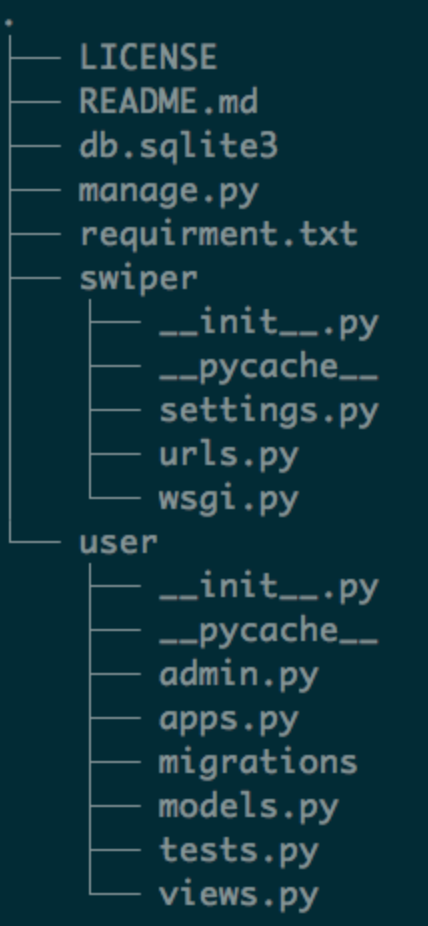 .
├── LICENSE
├── README.md
├── db.sqlite3
├── manage.py
├── requirment.txt
├── swiper
│   ├── __init__.py
│   ├── __pycache__
│   ├── settings.py
│   ├── urls.py
│   └── wsgi.py
└── user
    ├── __init__.py
    ├── __pycache__
    ├── admin.py
    ├── apps.py
    ├── migrations
    ├── models.py
    ├── tests.py
    └── views.py